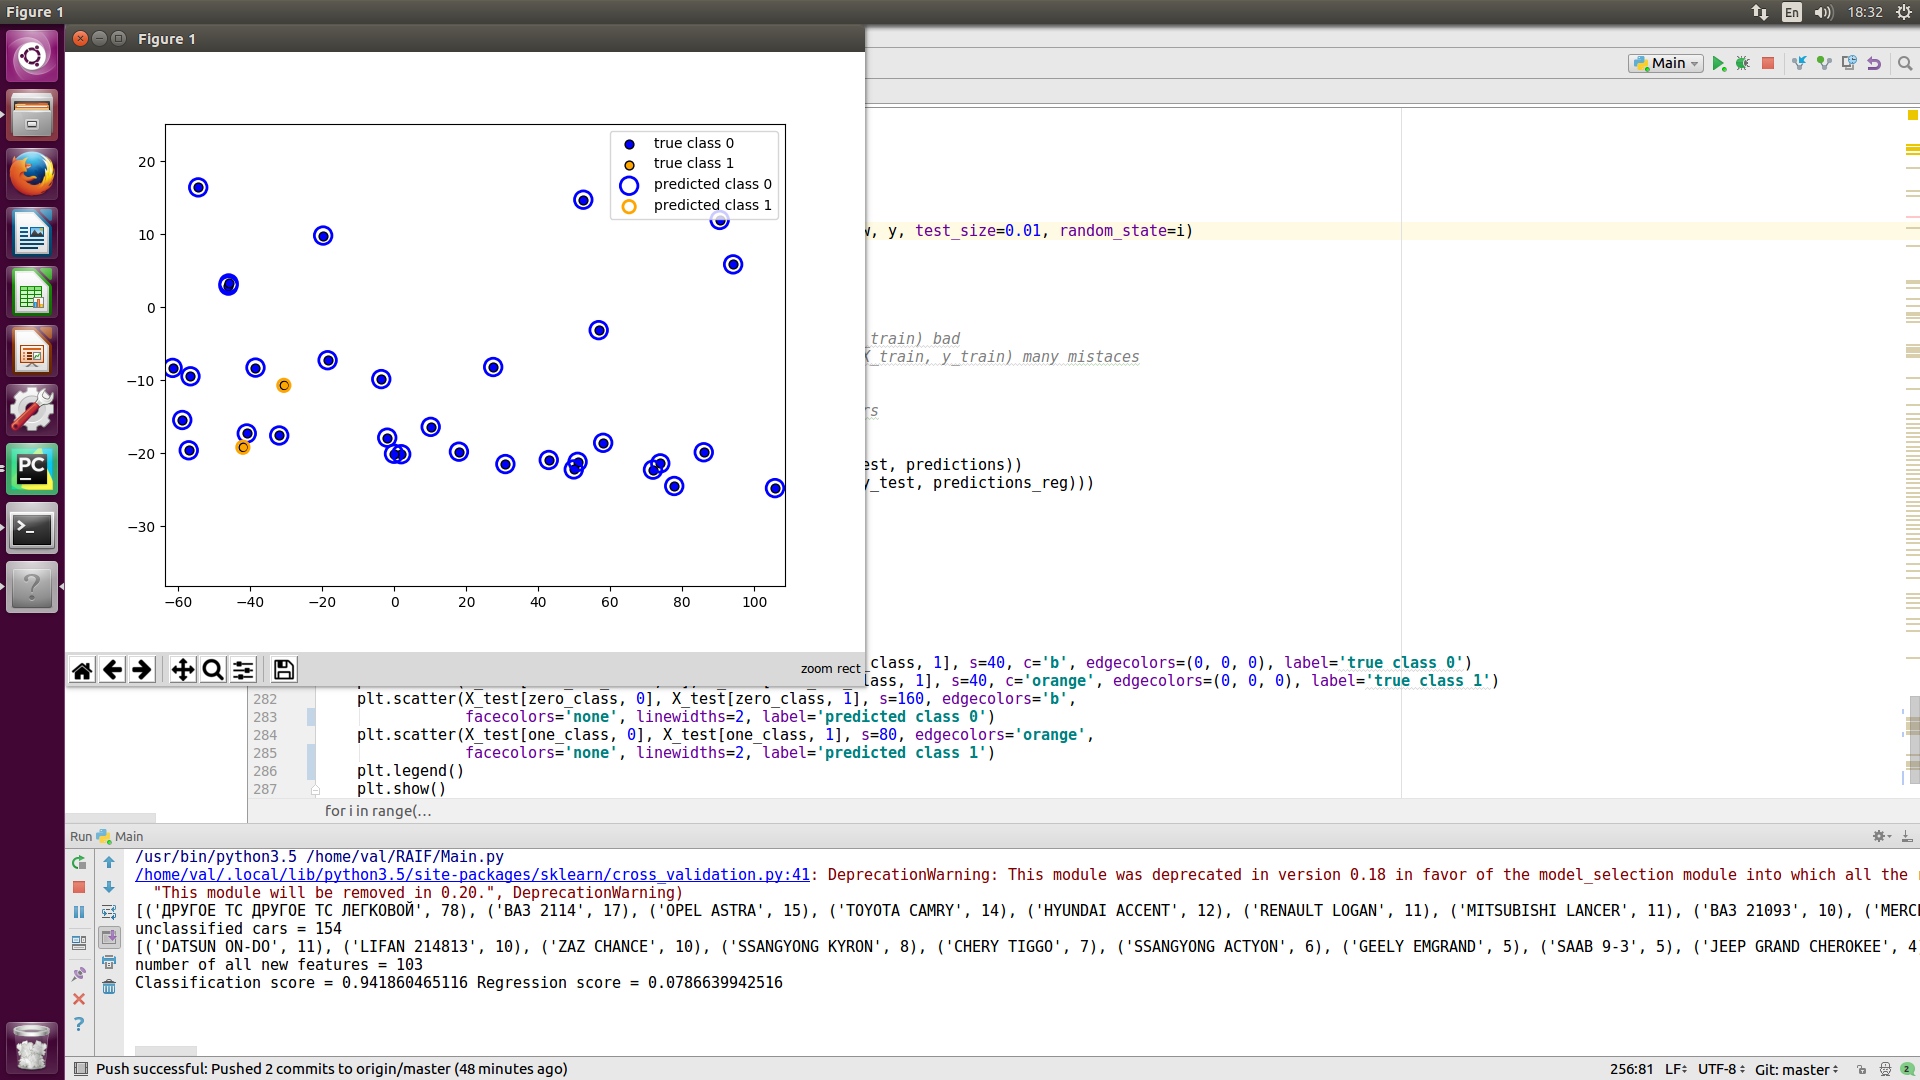 Figure 1
En
18:32
Figure 1
Main
true class 0
true class 1
predicted class 0
predicted class 1
20
10
0
−10
−20
−30
−60 −40 −20 0 20 40 60 80 100
zoom rect
, y, test_size=0.01, random_state=i)
_train) bad
_train, y_train) many mistaces
rs
est, predictions))
_test, predictions_reg)))
_class, 1], s=40, c='b', edgecolors=(0, 0, 0), label='true class 0')
lass, 1], s=40, c='orange', edgecolors=(0, 0, 0), label='true class 1')
282 plt.scatter(X_test[zero_class, 0], X_test[zero_class, 1], s=160, edgecolors='b',
283 facecolors='none', linewidths=2, label='predicted class 0')
284 plt.scatter(X_test[one_class, 0], X_test[one_class, 1], s=80, edgecolors='orange',
285 facecolors='none', linewidths=2, label='predicted class 1')
286 plt.legend()
287 plt.show()
for i in range(...
Run Main
/usr/bin/python3.5 /home/val/RAIF/Main.py
/home/val/.local/lib/python3.5/site-packages/sklearn/cross_validation.py:41: DeprecationWarning: This module was deprecated in version 0.18 in favor of the model_selection module into which all the
"This module will be removed in 0.20.", DeprecationWarning)
[('ДРУГОЕ ТС ДРУГОЕ ТС ЛЕГКОВОЙ', 78), ('ВАЗ 2114', 17), ('OPEL ASTRA', 15), ('TOYOTA CAMRY', 14), ('HYUNDAI ACCENT', 12), ('RENAULT LOGAN', 11), ('MITSUBISHI LANCER', 11), ('ВАЗ 21093', 10), ('MERC
unclassified cars = 154
[('DATSUN ON-DO', 11), ('LIFAN 214813', 10), ('ZAZ CHANCE', 10), ('SSANGYONG KYRON', 8), ('CHERY TIGGO', 7), ('SSANGYONG ACTYON', 6), ('GEELY EMGRAND', 5), ('SAAB 9-3', 5), ('JEEP GRAND CHEROKEE', 4
number of all new features = 103
Classification score = 0.941860465116 Regression score = 0.0786639942516
Push successful: Pushed 2 commits to origin/master (48 minutes ago)
256:81 LF UTF-8 Git: master 2